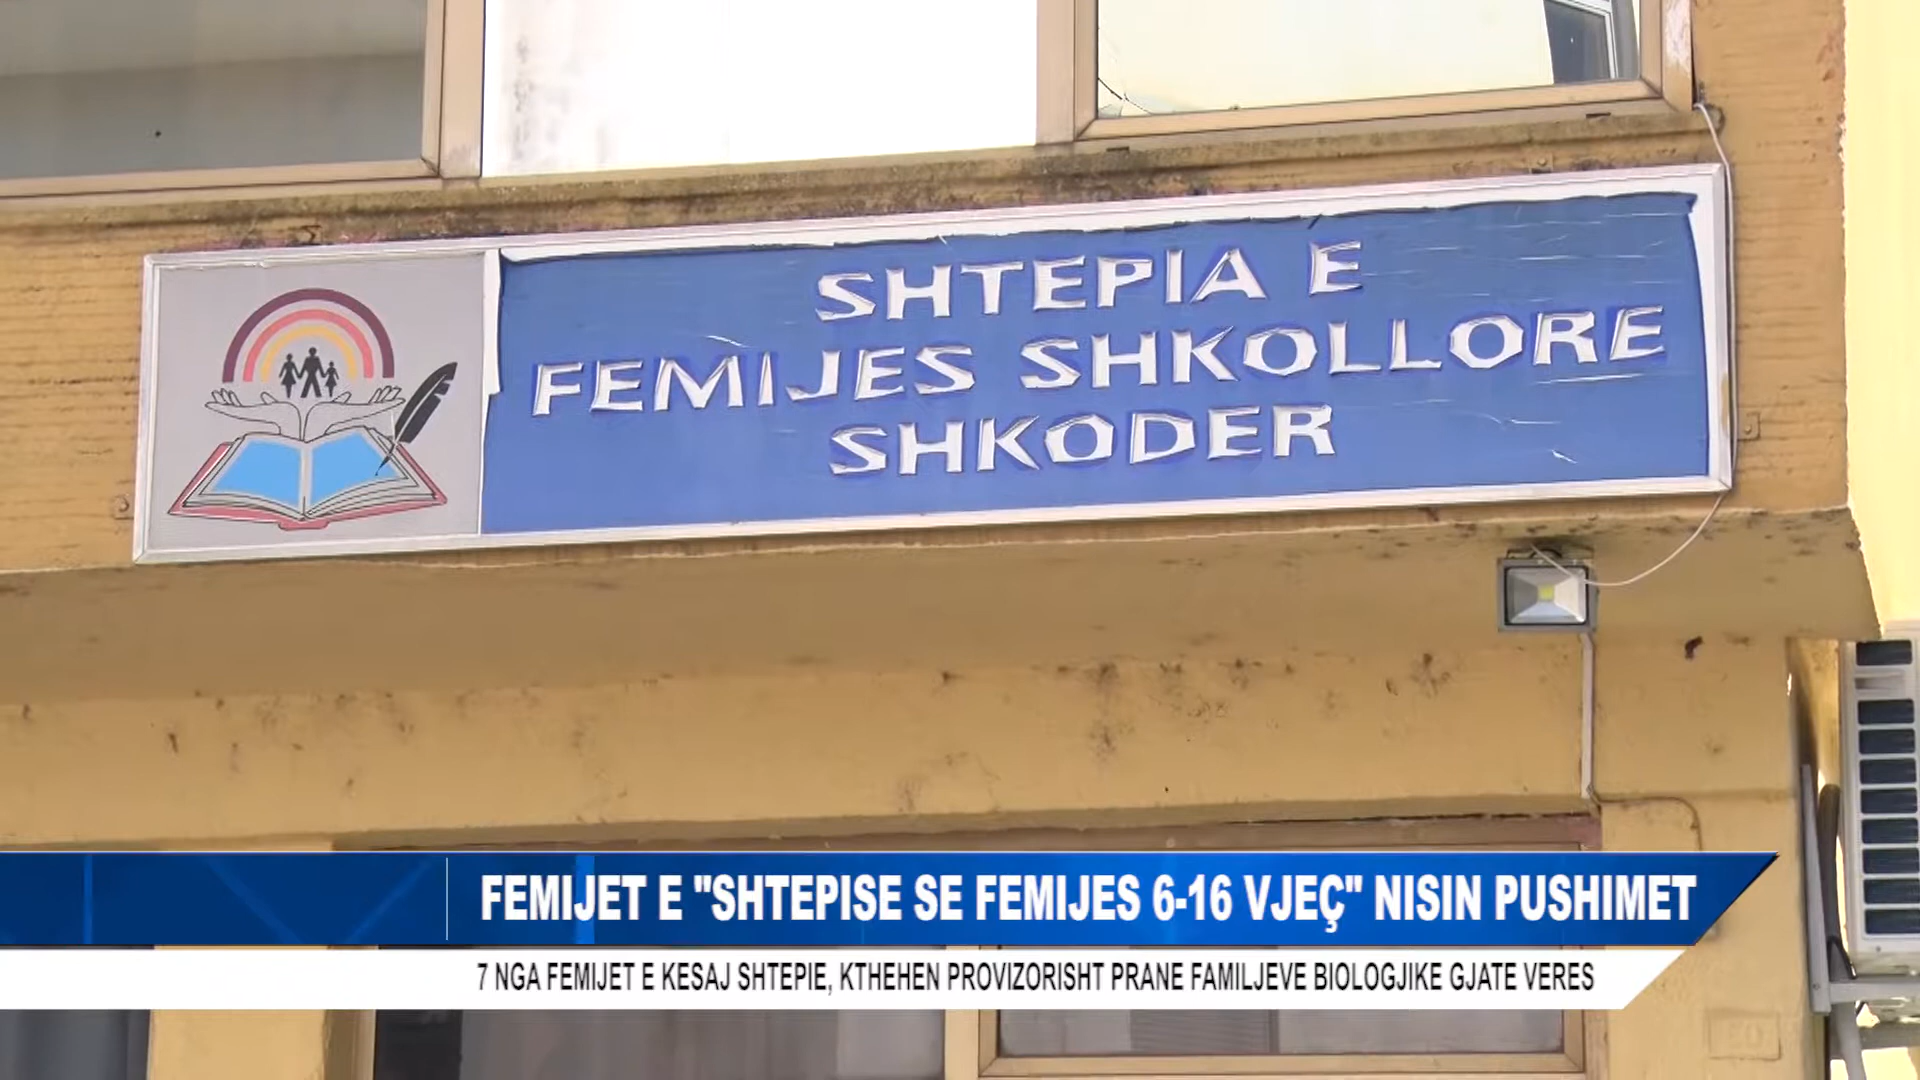 SHTEPIA E
FEMIJES SHKOLLORE
SHKODER
FEMIJET E "SHTEPISE SE FEMIJES 6-16 VJEÇ" NISIN PUSHIMET
7 NGA FEMIJET E KESAJ SHTEPIE, KTHEHEN PROVIZORISHT PRANE FAMILJEVE BIOLOGJIKE GJATE VERES